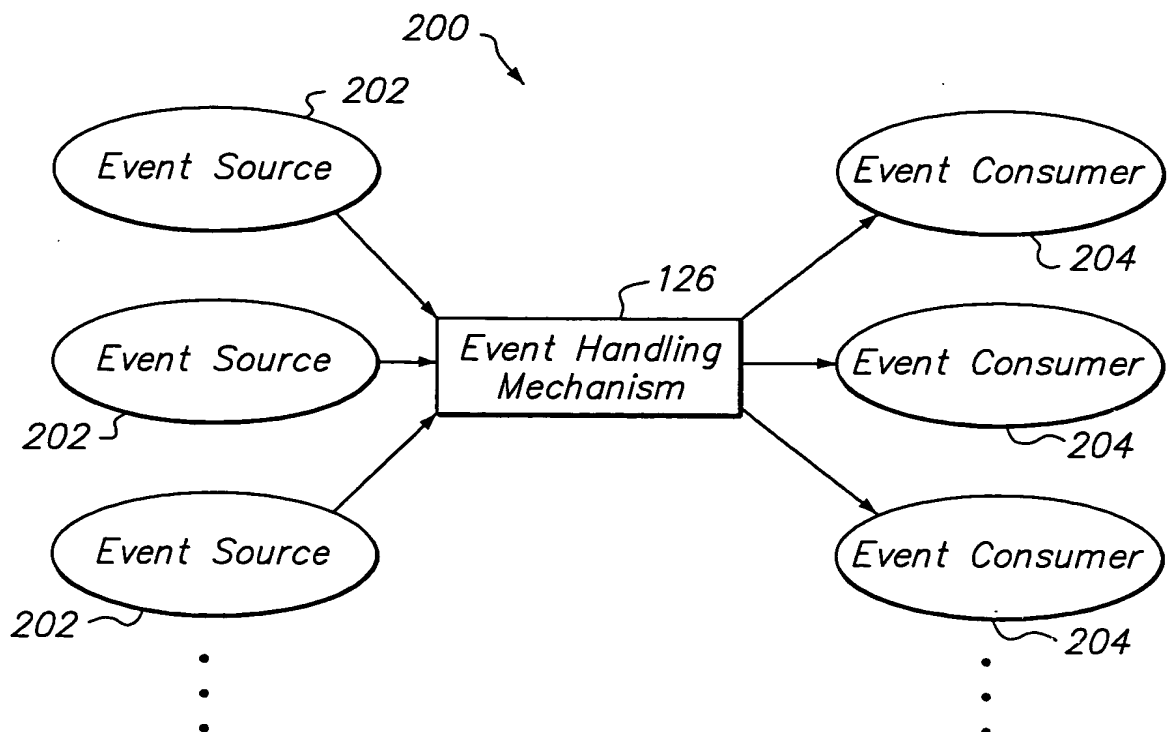 200
202
Event Source
Event Consumer
204
126
Event Handling
Mechanism
Event Source
202
Event Consumer
204
Event Source
202
Event Consumer
204